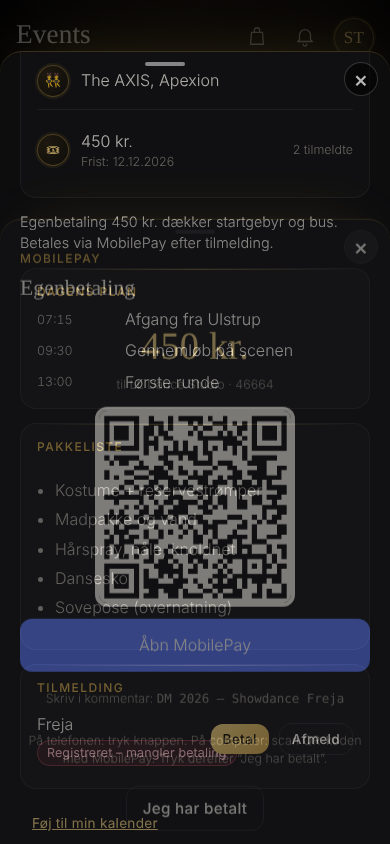 Events
ST
The AXIS, Apexion
450 kr.
Frist: 12.12.2026
2 tilmeldte
Egenbetaling 450 kr. dækker startgebyr og bus.
Betales via MobilePay efter tilmelding.
MOBILEPAY
Egenbetaling
DAGENS PLAN
07:15 Afgang fra Ulstrup
450 kr.
09:30 Gennemløb på scenen
13:00 Første runde
46664
PAKKELISTE
• Kostume + reservestrømper
• Madpakke og vand
• Hårspray, nåle, knoldnet
• Dansesko
• Sovepose (overnatning)
Åbn MobilePay
TILMELDING
Skriv i kommentar: DM 2026 – Showdance Freja
Freja
Registreret – mangler betaling
Betal
Afmeld
På telefonen: tryk knappen. På computer: scan koden
med MobilePay. Tryk derefter "Jeg har betalt".
Jeg har betalt
Føj til min kalender